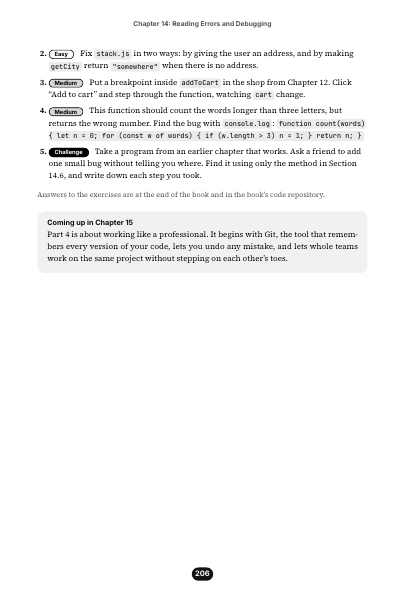 Chapter 14: Reading Errors and Debugging
2. Easy Fix stack.js in two ways: by giving the user an address, and by making
getCity return "somewhere" when there is no address.
3. Medium Put a breakpoint inside addToCart in the shop from Chapter 12. Click
“Add to cart” and step through the function, watching cart change.
4. Medium This function should count the words longer than three letters, but
returns the wrong number. Find the bug with console.log: function count(words)
{ let n = 0; for (const w of words) { if (w.length > 3) n = 1; } return n; }
5. Challenge Take a program from an earlier chapter that works. Ask a friend to add
one small bug without telling you where. Find it using only the method in Section
14.6, and write down each step you took.
Answers to the exercises are at the end of the book and in the book’s code repository.
Coming up in Chapter 15
Part 4 is about working like a professional. It begins with Git, the tool that remem-
bers every version of your code, lets you undo any mistake, and lets whole teams
work on the same project without stepping on each other’s toes.
206